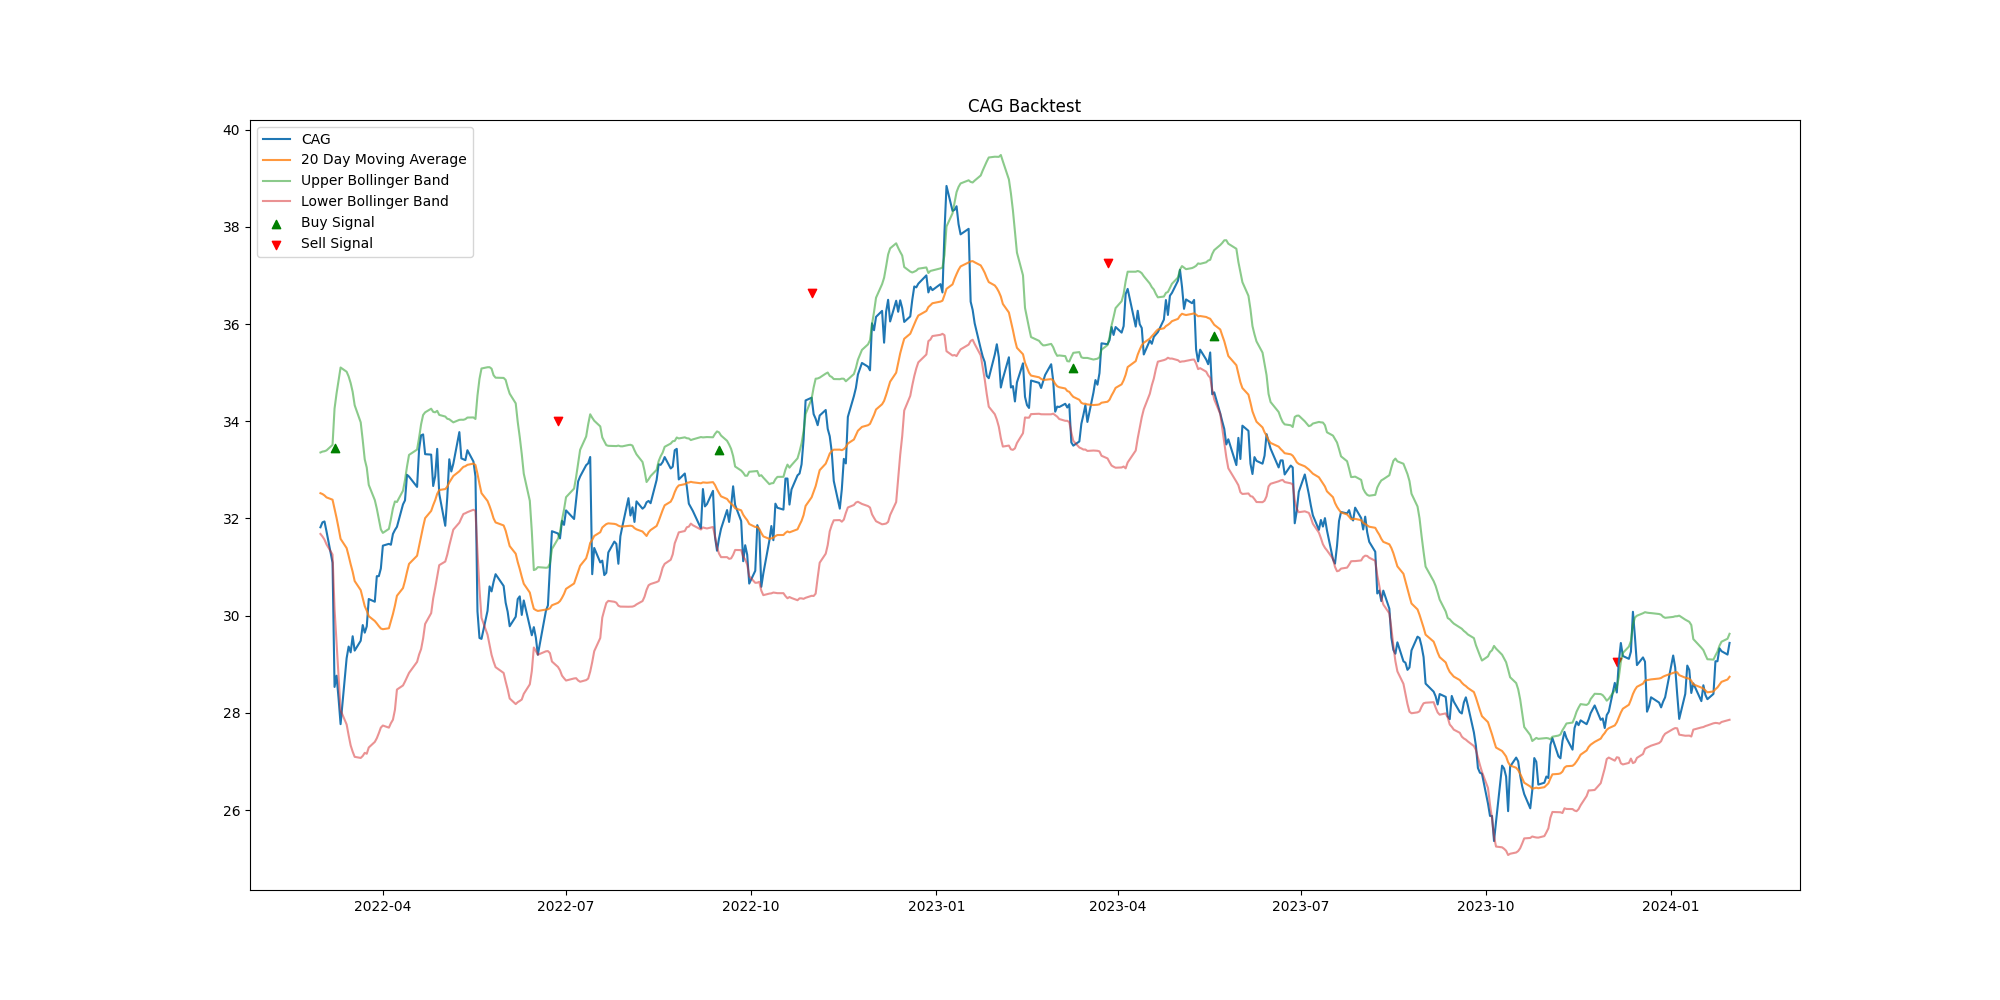 CAG Backtest
CAG
20 Day Moving Average
Upper Bollinger Band
Lower Bollinger Band
Buy Signal
Sell Signal
40
38
36
34
32
30
28
26
2022-04
2022-07
2022-10
2023-01
2023-04
2023-07
2023-10
2024-01